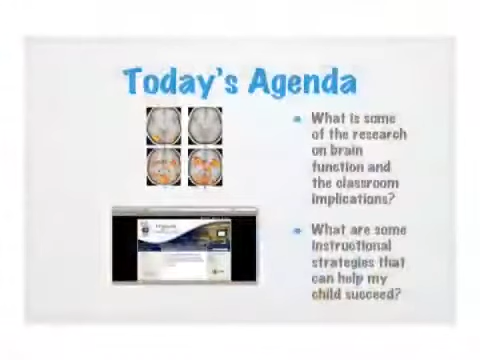 Today's Agenda
What is some
of the research
on brain
function and
the classroom
implications?
What are some
instructional
strategies that
can help my
child succeed?